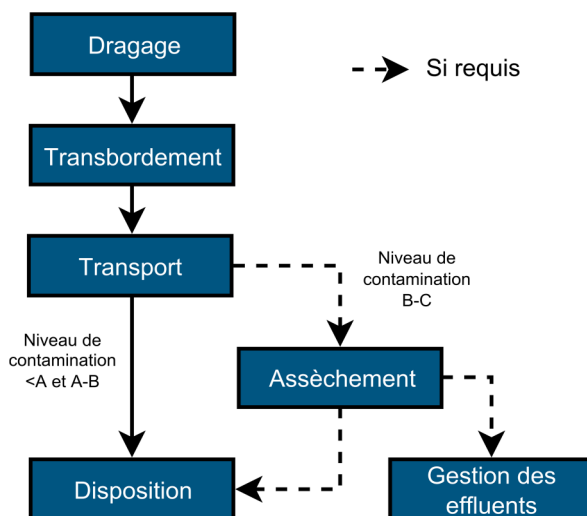 Dragage
Si requis
Transbordement
Transport
Niveau de
contamination
B-C
Niveau de
contamination
<A et A-B
Assèchement
Disposition
Gestion des
effluents